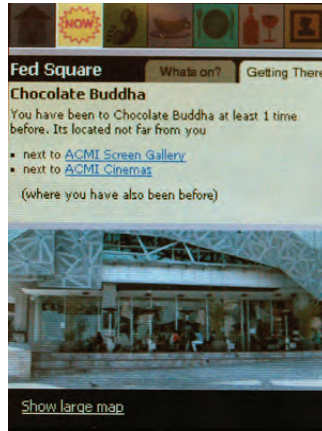 NOW
Fed Square
Whats on?
Getting There
Chocolate Buddha
You have been to Chocolate Buddha at least 1 time
before. Its located not far from you
▪ next to ACMI Screen Gallery
▪ next to ACMI Cinemas
(where you have also been before)
Show large map